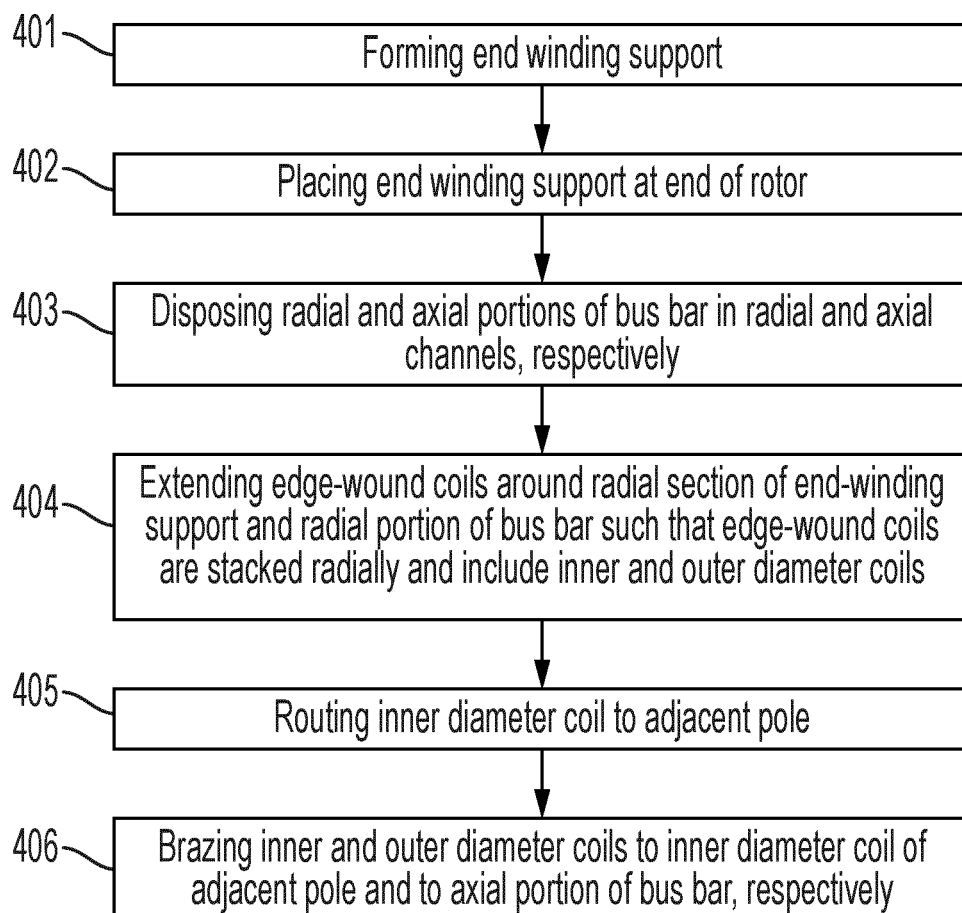 401
Forming end winding support
402
Placing end winding support at end of rotor
403
Disposing radial and axial portions of bus bar in radial and axial
channels, respectively
404
Extending edge-wound coils around radial section of end-winding
support and radial portion of bus bar such that edge-wound coils
are stacked radially and include inner and outer diameter coils
405
Routing inner diameter coil to adjacent pole
406
Brazing inner and outer diameter coils to inner diameter coil of
adjacent pole and to axial portion of bus bar, respectively